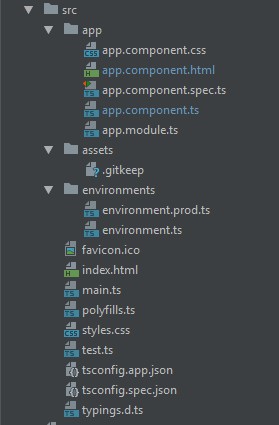 src
app
app.component.css
app.component.html
app.component.spec.ts
app.component.ts
app.module.ts
assets
.gitkeep
environments
environment.prod.ts
environment.ts
favicon.ico
index.html
main.ts
polyfills.ts
styles.css
test.ts
tsconfig.app.json
tsconfig.spec.json
typings.d.ts